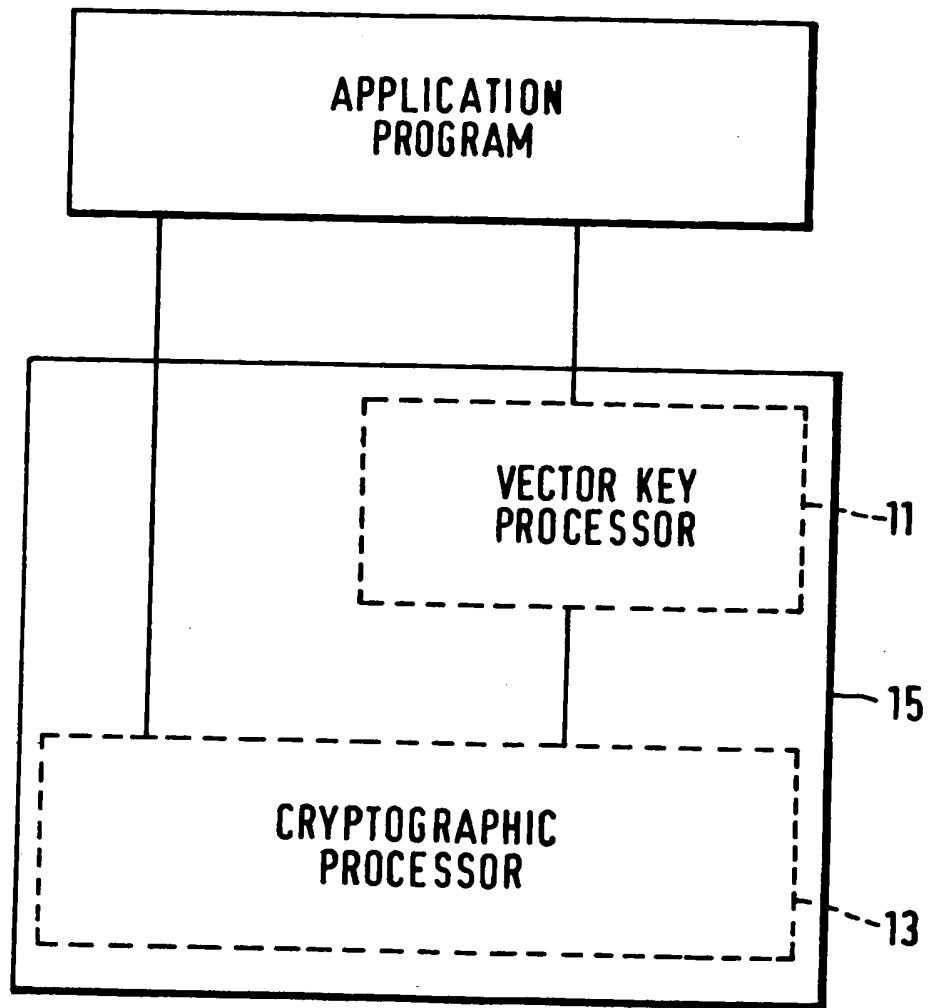 APPLICATION
PROGRAM
VECTOR KEY
PROCESSOR
11
15
CRYPTOGRAPHIC
PROCESSOR
13